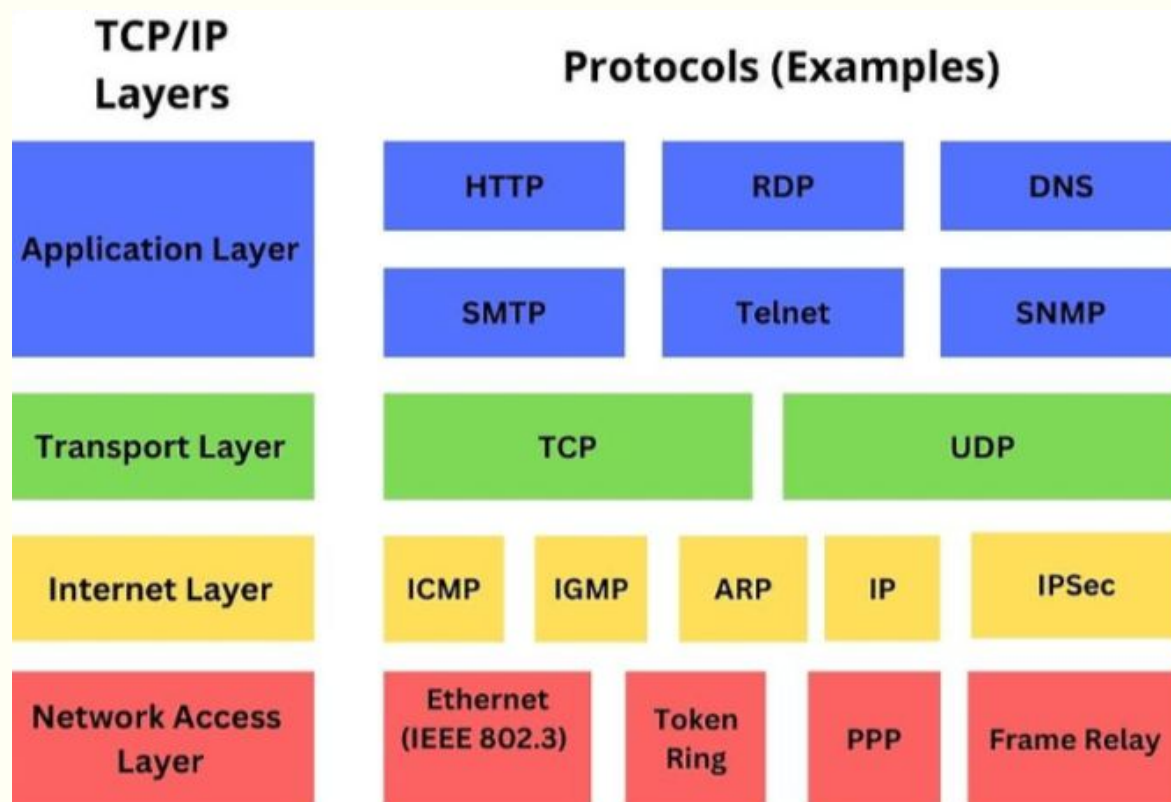 TCP/IP
Layers
Protocols (Examples)
Application Layer
HTTP
RDP
DNS
SMTP
Telnet
SNMP
Transport Layer
TCP
UDP
Internet Layer
ICMP
IGMP
ARP
IP
IPSec
Network Access
Layer
Ethernet
(IEEE 802.3)
Token
Ring
PPP
Frame Relay